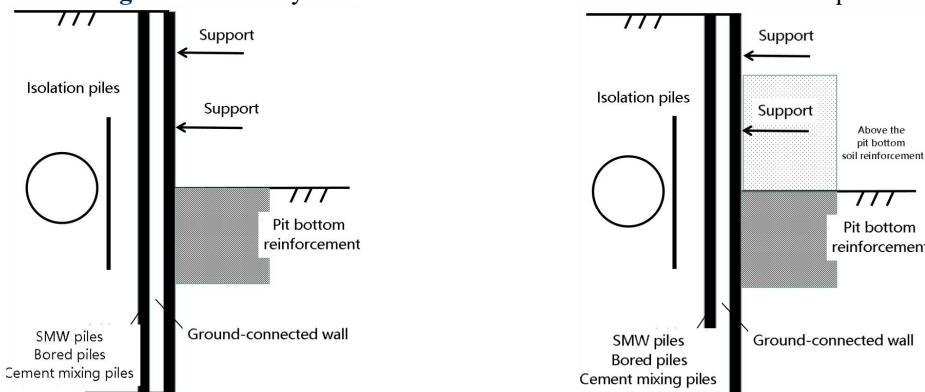 Support
Isolation piles
Support
Pit bottom
reinforcement
Ground-connected wall
SMW piles
Bored piles
Cement mixing piles
Support
Isolation piles
Support
Above the
pit bottom
soil reinforcement
Pit bottom
reinforcement
Ground-connected wall
SMW piles
Bored piles
Cement mixing piles